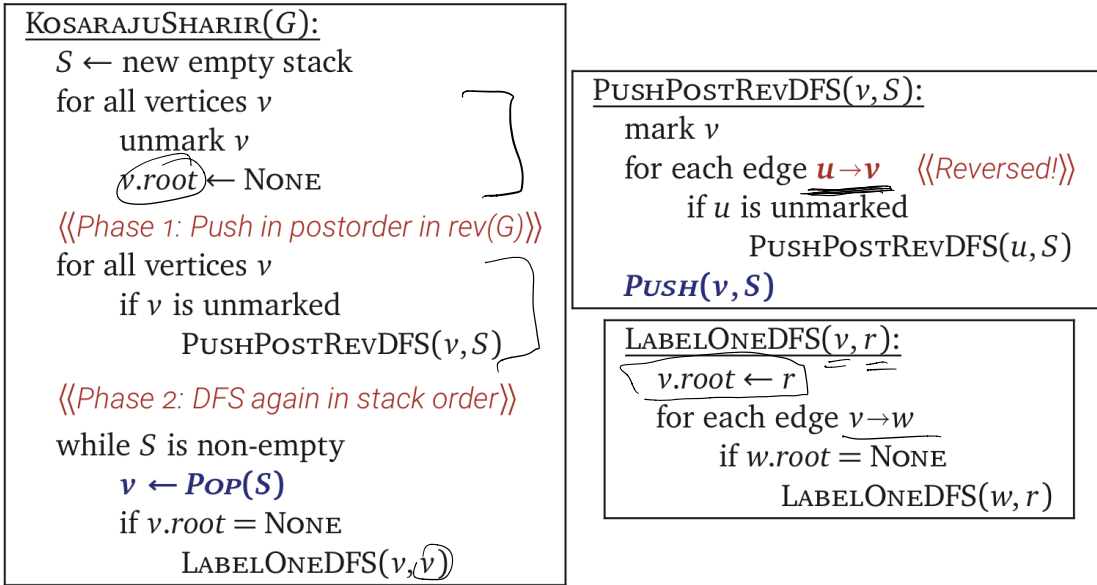 KOSARAJUSHARIR(G):
S ← new empty stack
for all vertices v
unmark v
v.root ← NONE
⟨⟨Phase 1: Push in postorder in rev(G)⟩⟩
for all vertices v
if v is unmarked
PUSHPOSTREVDFS(v, S)
⟨⟨Phase 2: DFS again in stack order⟩⟩
while S is non-empty
v ← POP(S)
if v.root = NONE
LABELONEDFS(v, v)
PUSHPOSTREVDFS(v, S):
mark v
for each edge u→v ⟨⟨Reversed!⟩⟩
if u is unmarked
PUSHPOSTREVDFS(u, S)
PUSH(v, S)
LABELONEDFS(v, r):
v.root ← r
for each edge v→w
if w.root = NONE
LABELONEDFS(w, r)